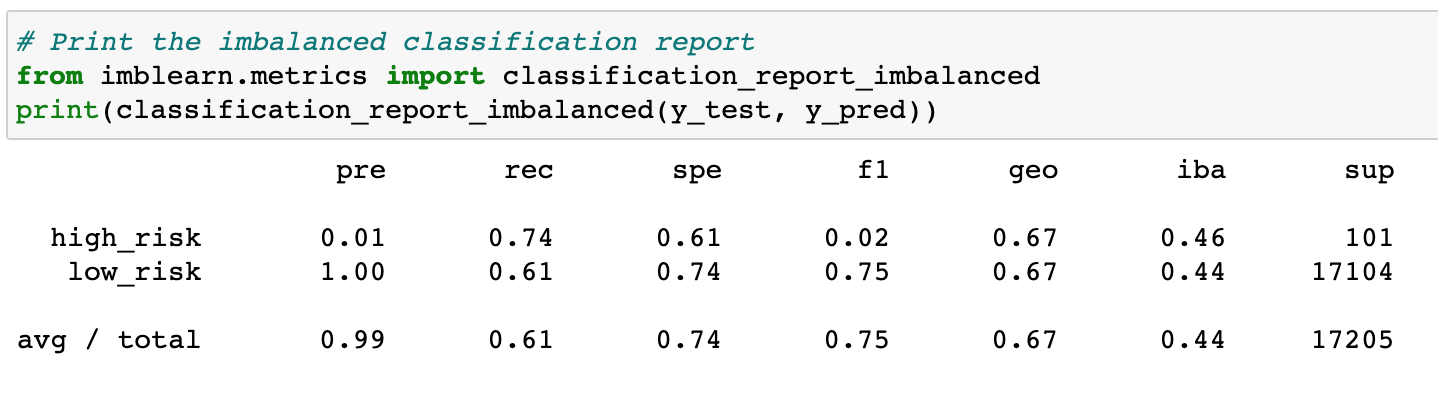 # Print the imbalanced classification report
from imblearn.metrics import classification_report_imbalanced
print(classification_report_imbalanced(y_test, y_pred))
pre rec spe f1 geo iba sup
high_risk 0.01 0.74 0.61 0.02 0.67 0.46 101
low_risk 1.00 0.61 0.74 0.75 0.67 0.44 17104
avg / total 0.99 0.61 0.74 0.75 0.67 0.44 17205